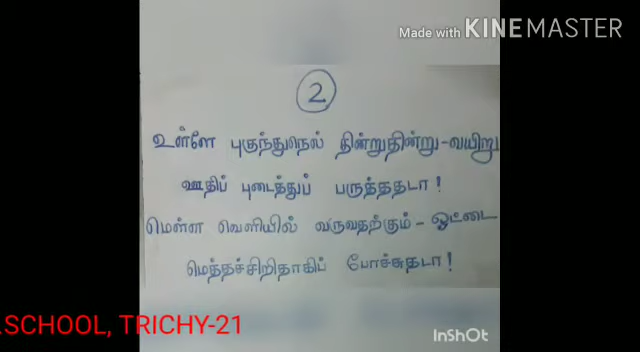 Made with KINEMASTER
2
உள்ளே புகுந்துநெல் தின்றுதின்று-வயிறு
ஊதிப் புடைத்துப் பருத்ததடா!
மெள்ள வெளியில் வருவதற்கும் - ஓட்டை
மெத்தச்சிறிதாகிப் போச்சுதடா!
.SCHOOL, TRICHY-21
InShOt